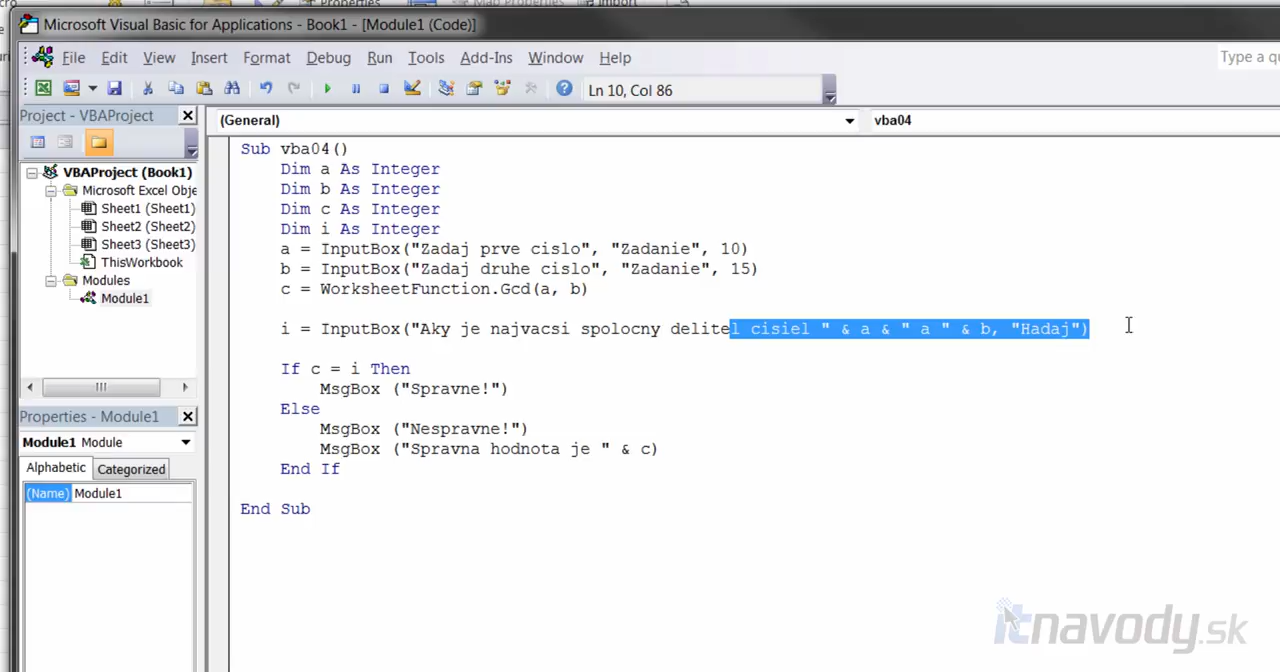 Properties
Map Properties
Import
Microsoft Visual Basic for Applications - Book1 - [Module1 (Code)]
File Edit View Insert Format Debug Run Tools Add-Ins Window Help
Type a
Ln 10, Col 86
Project - VBAProject
(General)
vba04
VBAProject (Book1)
Microsoft Excel Obje
Sheet1 (Sheet1)
Sheet2 (Sheet2)
Sheet3 (Sheet3)
ThisWorkbook
Modules
Module1
Properties - Module1
Module1 Module
Alphabetic Categorized
(Name) Module1
Sub vba04()
Dim a As Integer
Dim b As Integer
Dim c As Integer
Dim i As Integer
a = InputBox("Zadaj prve cislo", "Zadanie", 10)
b = InputBox("Zadaj druhe cislo", "Zadanie", 15)
c = WorksheetFunction.Gcd(a, b)
i = InputBox("Aky je najvacsi spolocny delitel cisiel " & a & " a " & b, "Hadaj")
If c = i Then
MsgBox ("Spravne!")
Else
MsgBox ("Nespravne!")
MsgBox ("Spravna hodnota je " & c)
End If
End Sub
itnavody.sk